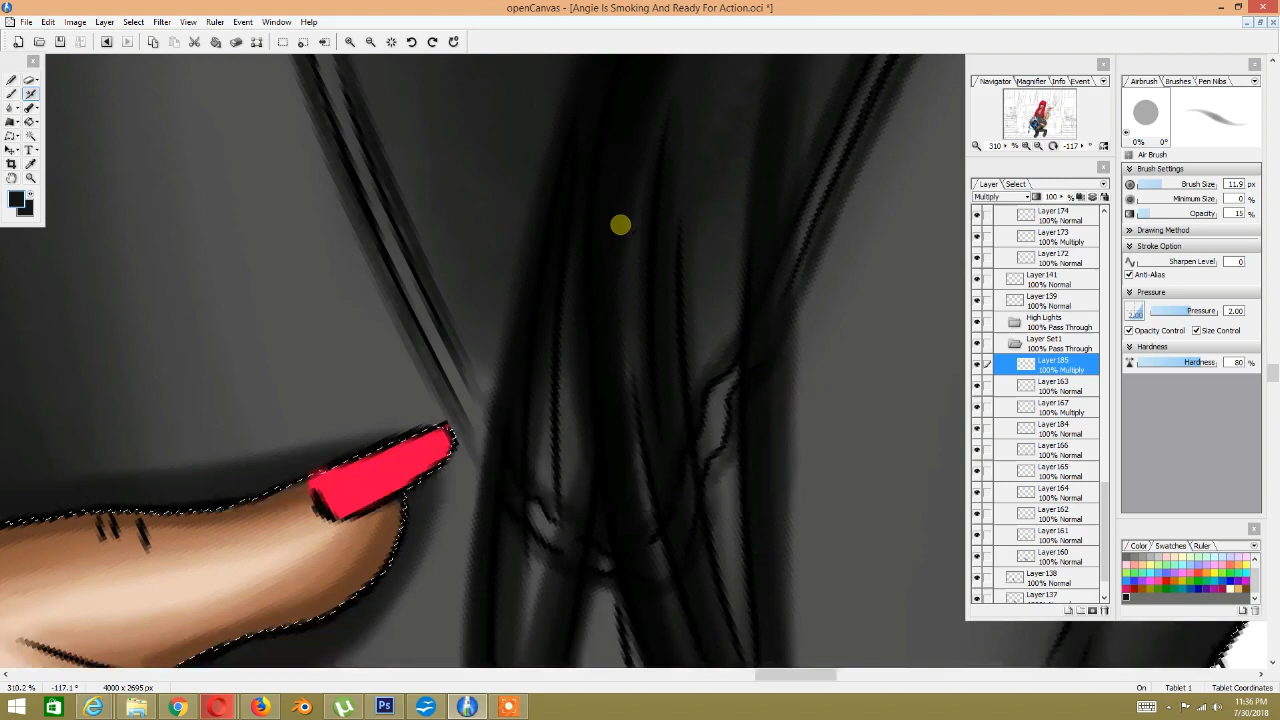 openCanvas - [Angie Is Smoking And Ready For Action.oci *]
File Edit Image Layer Select Filter View Ruler Event Window Help
Navigator Magnifier Info Event
310 % -117 °
Layer Select
Multiply 100 %
Layer174
100% Normal
Layer173
100% Multiply
Layer172
100% Normal
Layer141
100% Normal
Layer139
100% Normal
High Lights
100% Pass Through
Layer Set1
100% Pass Through
Layer185
100% Multiply
Layer163
100% Normal
Layer167
100% Multiply
Layer184
100% Normal
Layer166
100% Normal
Layer165
100% Normal
Layer164
100% Normal
Layer162
100% Normal
Layer161
100% Normal
Layer160
100% Normal
Layer138
100% Normal
Layer137
Airbrush Brushes Pen Nibs
0% 0°
Air Brush
Brush Settings
Brush Size 11.9 px
Minimum Size 0 %
Opacity 15 %
Drawing Method
Stroke Option
Sharpen Level 0
Anti-Alias
Pressure
2.00 Pressure 2.00
Opacity Control Size Control
Hardness
Hardness 80 %
Color Swatches Ruler
310.2 % -117.1 ° 4000 x 2695 px On Tablet 1 Tablet Coordinates
Ps
11:36 PM
7/30/2018